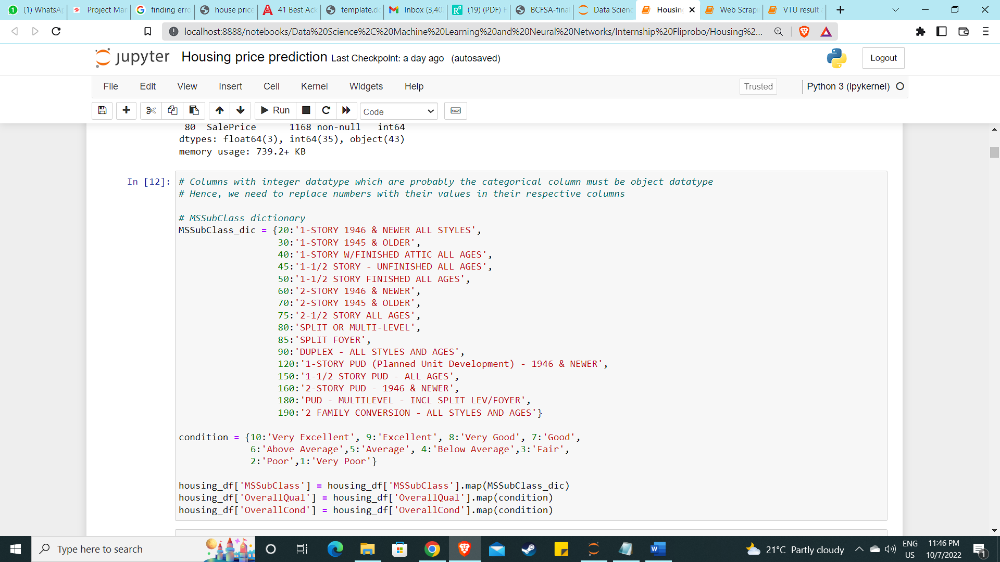 (1) WhatsA
Project Mar
finding erro
house price
41 Best Ack
template.do
Inbox (3,40
(19) (PDF) H
BCFSA-final
Data Scienc
Housin
Web Scrapi
VTU result a
localhost:8888/notebooks/Data%20Science%2C%20Machine%20Learning%20and%20Neural%20Networks/Internship%20Fliprobo/Housing%2...
jupyter Housing price prediction Last Checkpoint: a day ago (autosaved)
Logout
File Edit View Insert Cell Kernel Widgets Help
Trusted
Python 3 (ipykernel)
Run
Code
80 SalePrice 1168 non-null int64
dtypes: float64(3), int64(35), object(43)
memory usage: 739.2+ KB
In [12]:
# Columns with integer datatype which are probably the categorical column must be object datatype
# Hence, we need to replace numbers with their values in their respective columns
# MSSubClass dictionary
MSSubClass_dic = {20:'1-STORY 1946 & NEWER ALL STYLES',
30:'1-STORY 1945 & OLDER',
40:'1-STORY W/FINISHED ATTIC ALL AGES',
45:'1-1/2 STORY - UNFINISHED ALL AGES',
50:'1-1/2 STORY FINISHED ALL AGES',
60:'2-STORY 1946 & NEWER',
70:'2-STORY 1945 & OLDER',
75:'2-1/2 STORY ALL AGES',
80:'SPLIT OR MULTI-LEVEL',
85:'SPLIT FOYER',
90:'DUPLEX - ALL STYLES AND AGES',
120:'1-STORY PUD (Planned Unit Development) - 1946 & NEWER',
150:'1-1/2 STORY PUD - ALL AGES',
160:'2-STORY PUD - 1946 & NEWER',
180:'PUD - MULTILEVEL - INCL SPLIT LEV/FOYER',
190:'2 FAMILY CONVERSION - ALL STYLES AND AGES'}
condition = {10:'Very Excellent', 9:'Excellent', 8:'Very Good', 7:'Good',
6:'Above Average',5:'Average', 4:'Below Average',3:'Fair',
2:'Poor',1:'Very Poor'}
housing_df['MSSubClass'] = housing_df['MSSubClass'].map(MSSubClass_dic)
housing_df['OverallQual'] = housing_df['OverallQual'].map(condition)
housing_df['OverallCond'] = housing_df['OverallCond'].map(condition)
Type here to search
21°C Partly cloudy
ENG
US
11:46 PM
10/7/2022
1